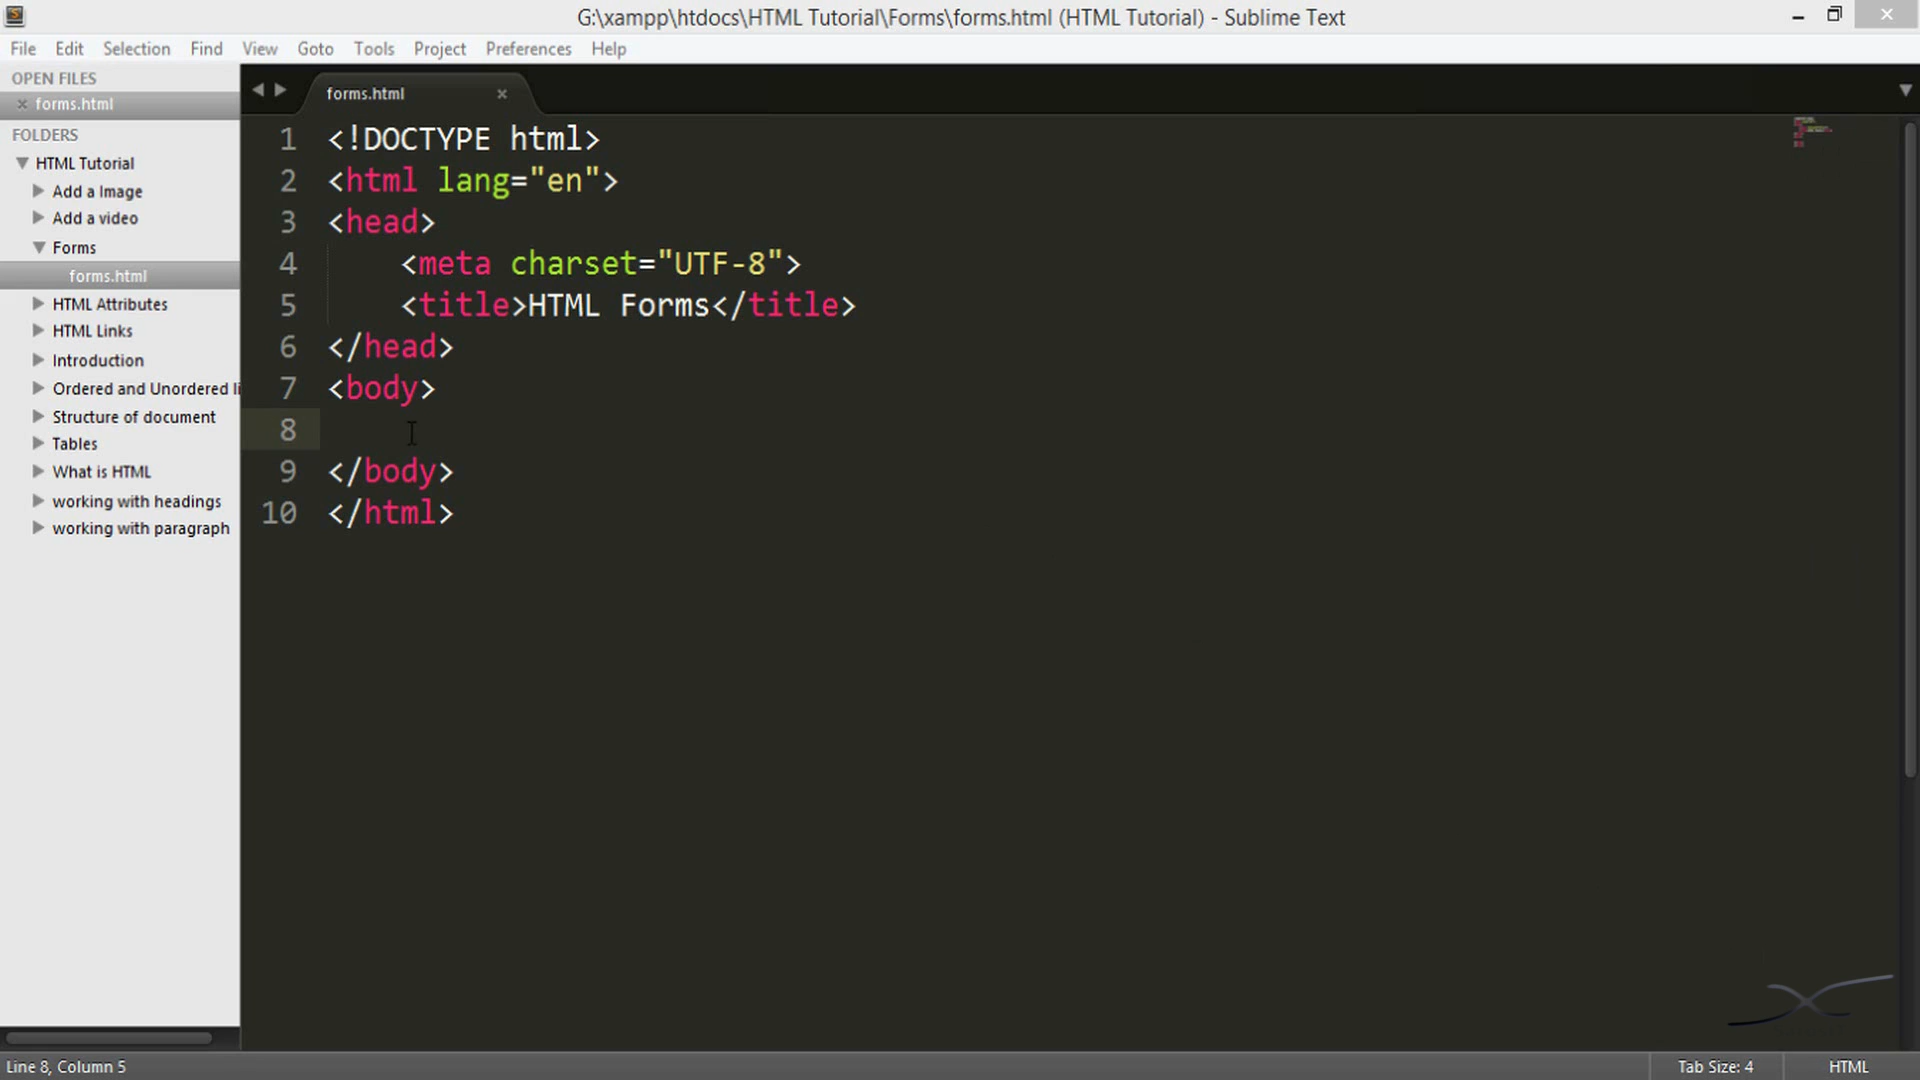 G:\xampp\htdocs\HTML Tutorial\Forms\forms.html (HTML Tutorial) - Sublime Text
File Edit Selection Find View Goto Tools Project Preferences Help
OPEN FILES
forms.html
FOLDERS
HTML Tutorial
Add a Image
Add a video
Forms
forms.html
HTML Attributes
HTML Links
Introduction
Ordered and Unordered li
Structure of document
Tables
What is HTML
working with headings
working with paragraph
forms.html
1 <!DOCTYPE html>
2 <html lang="en">
3 <head>
4 <meta charset="UTF-8">
5 <title>HTML Forms</title>
6 </head>
7 <body>
8
9 </body>
10 </html>
Line 8, Column 5
Tab Size: 4
HTML